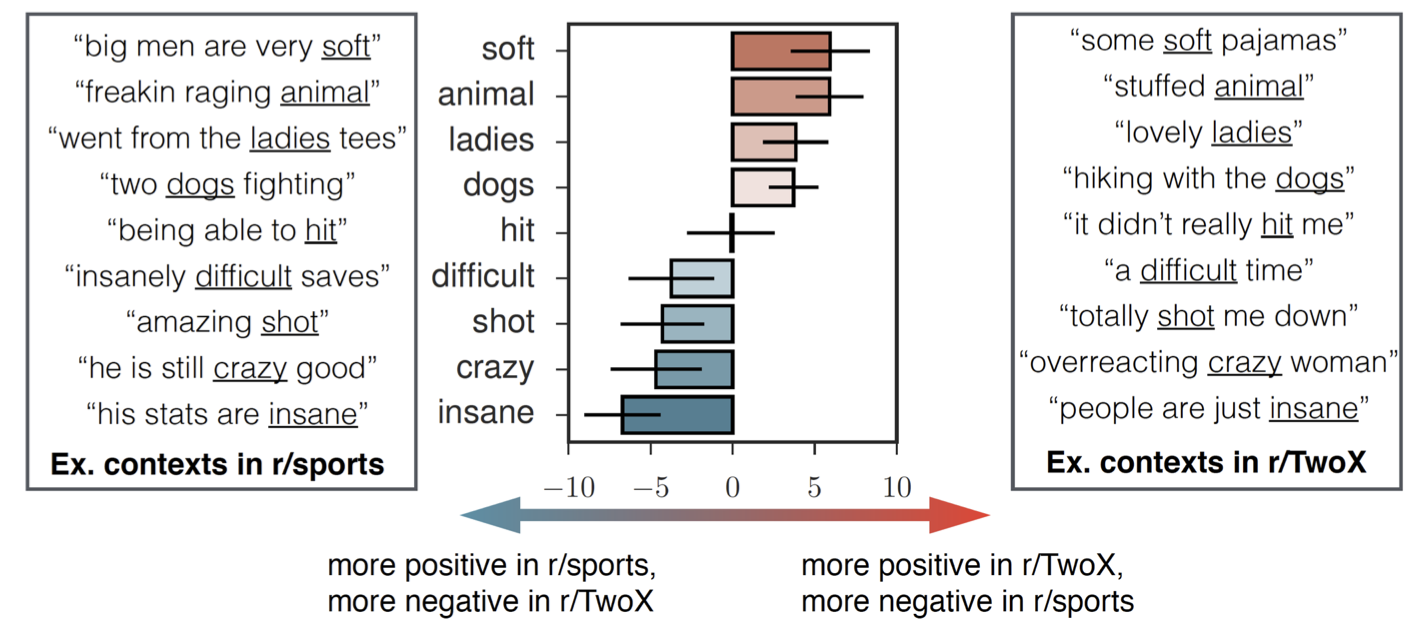 “big men are very soft”
“freakin raging animal”
“went from the ladies tees”
“two dogs fighting”
“being able to hit”
“insanely difficult saves”
“amazing shot”
“he is still crazy good”
“his stats are insane”
Ex. contexts in r/sports
soft
animal
ladies
dogs
hit
difficult
shot
crazy
insane
−10 −5 0 5 10
more positive in r/sports,
more negative in r/TwoX
more positive in r/TwoX,
more negative in r/sports
“some soft pajamas”
“stuffed animal”
“lovely ladies”
“hiking with the dogs”
“it didn’t really hit me”
“a difficult time”
“totally shot me down”
“overreacting crazy woman”
“people are just insane”
Ex. contexts in r/TwoX